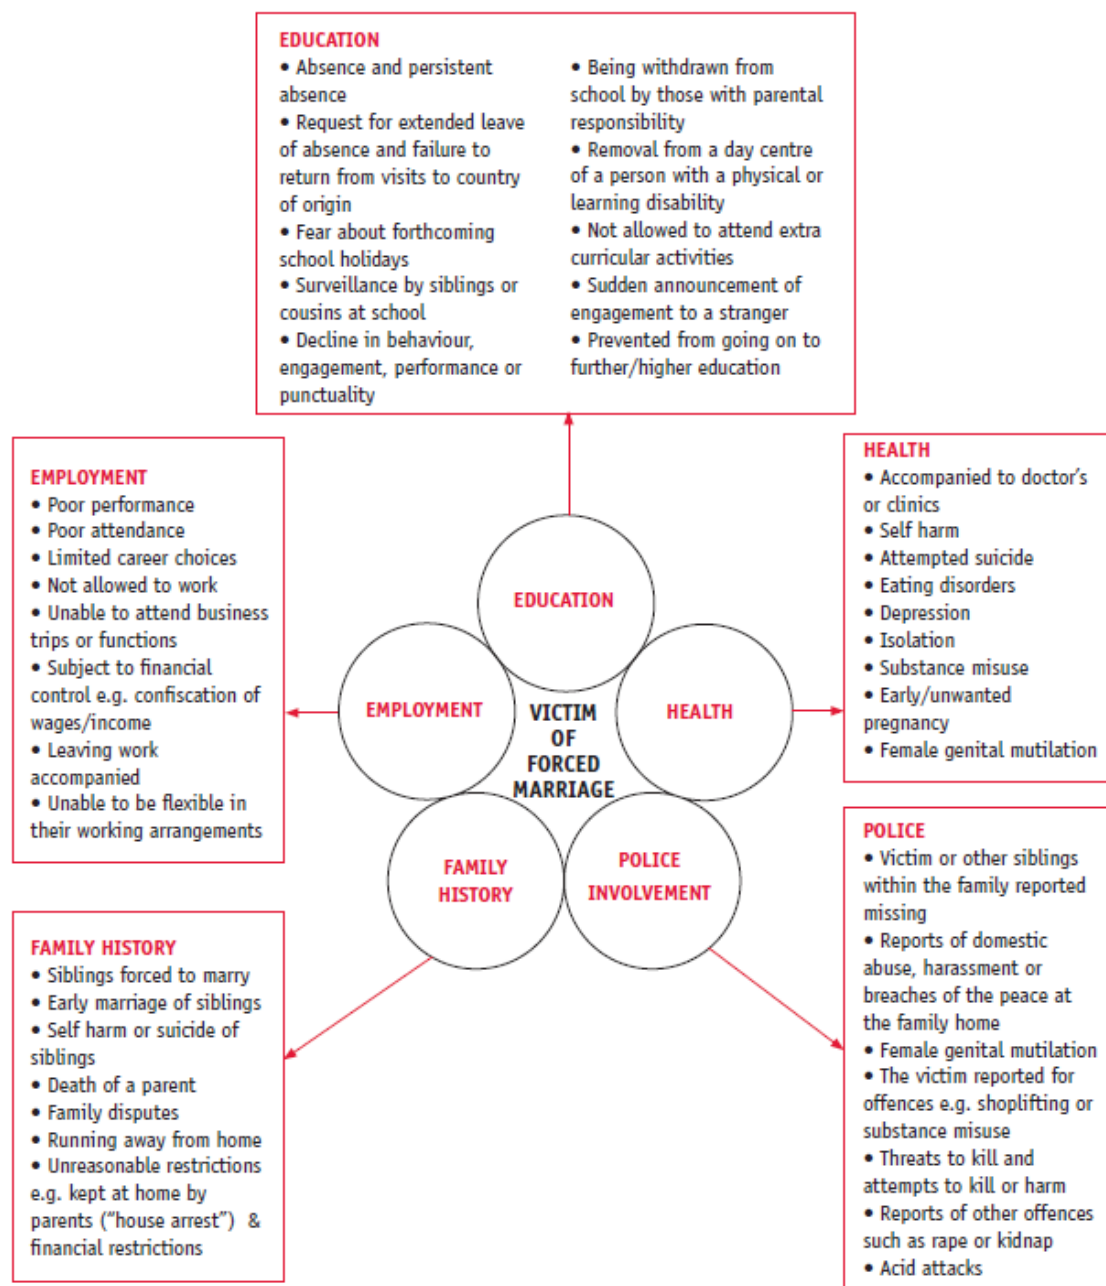 EDUCATION
• Absence and persistent
absence
• Request for extended leave
of absence and failure to
return from visits to country
of origin
• Fear about forthcoming
school holidays
• Surveillance by siblings or
cousins at school
• Decline in behaviour,
engagement, performance or
punctuality
• Being withdrawn from
school by those with parental
responsibility
• Removal from a day centre
of a person with a physical or
learning disability
• Not allowed to attend extra
curricular activities
• Sudden announcement of
engagement to a stranger
• Prevented from going on to
further/higher education
EMPLOYMENT
• Poor performance
• Poor attendance
• Limited career choices
• Not allowed to work
• Unable to attend business
trips or functions
• Subject to financial
control e.g. confiscation of
wages/income
• Leaving work
accompanied
• Unable to be flexible in
their working arrangements
HEALTH
• Accompanied to doctor's
or clinics
• Self harm
• Attempted suicide
• Eating disorders
• Depression
• Isolation
• Substance misuse
• Early/unwanted
pregnancy
• Female genital mutilation
EDUCATION
EMPLOYMENT
HEALTH
VICTIM
OF
FORCED
MARRIAGE
FAMILY
HISTORY
POLICE
INVOLVEMENT
FAMILY HISTORY
• Siblings forced to marry
• Early marriage of siblings
• Self harm or suicide of
siblings
• Death of a parent
• Family disputes
• Running away from home
• Unreasonable restrictions
e.g. kept at home by
parents (“house arrest”) &
financial restrictions
POLICE
• Victim or other siblings
within the family reported
missing
• Reports of domestic
abuse, harassment or
breaches of the peace at
the family home
• Female genital mutilation
• The victim reported for
offences e.g. shoplifting or
substance misuse
• Threats to kill and
attempts to kill or harm
• Reports of other offences
such as rape or kidnap
• Acid attacks